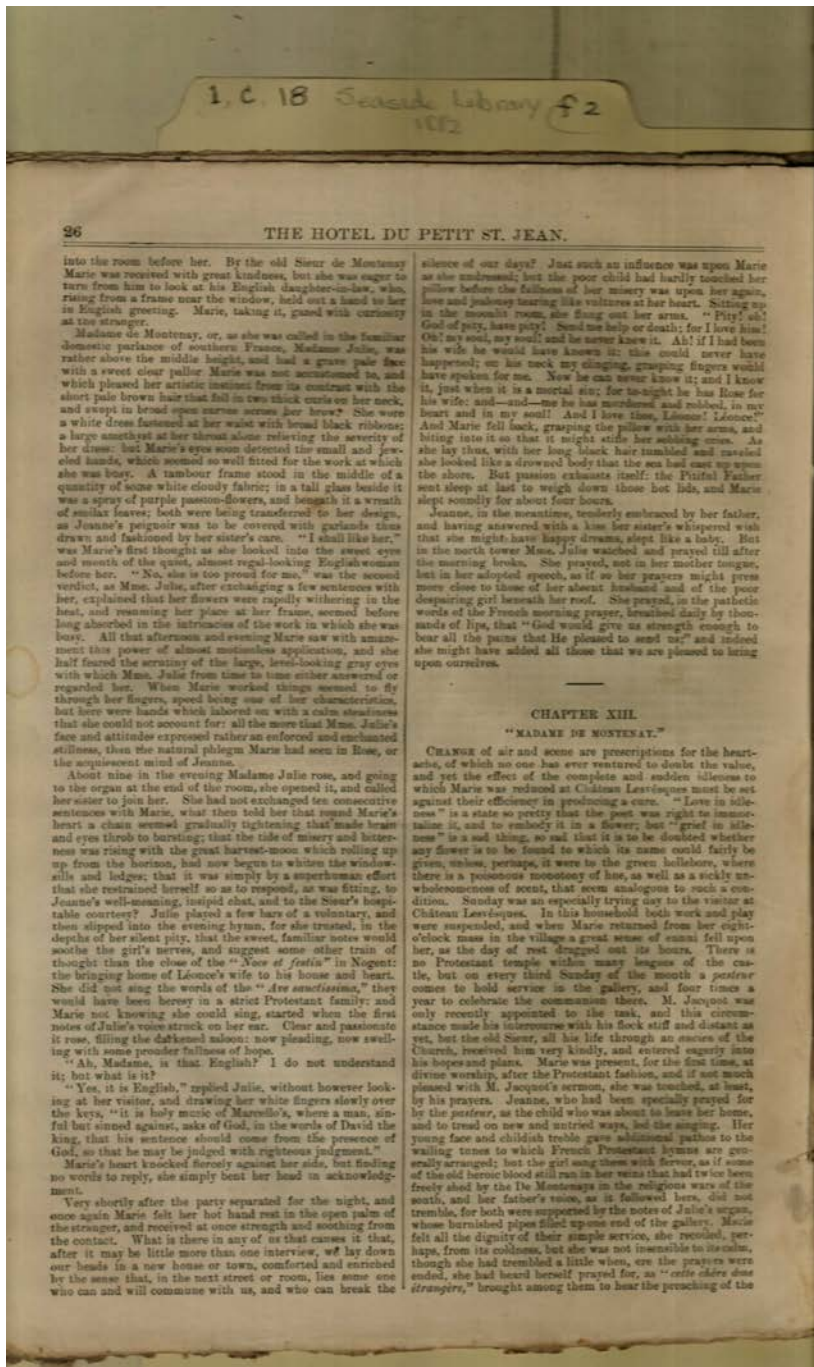 1. C. 18 Seaside Library f 2
1882
26
THE HOTEL DU PETIT ST. JEAN.
into the room before her. By the old Sieur de Montenay
Marie was received with great kindness, but she was eager to
turn from him to look at his English daughter-in-law, who,
rising from a frame near the window, held out a hand to her
in English greeting. Marie, taking it, gazed with curiosity
at the stranger.
Madame de Montenay, or, as she was called in the familiar
domestic parlance of southern France, Madame Julie, was
rather above the middle height, and had a grave pale face
with a sweet clear pallor Marie was not accustomed to, and
which pleased her artistic instinct from its contrast with the
short pale brown hair that fell in two thick curls on her neck,
and swept in broad open curves across her brow? She wore
a white dress fastened at her waist with broad black ribbons;
a large amethyst at her throat alone relieving the severity of
her dress: but Marie's eyes soon detected the small and jew-
eled hands, which seemed so well fitted for the work at which
she was busy. A tambour frame stood in the middle of a
quantity of some white cloudy fabric; in a tall glass beside it
was a spray of purple passion-flowers, and beneath it a wreath
of smilax leaves; both were being transferred to her design,
as Jeanne's peignoir was to be covered with garlands thus
drawn and fashioned by her sister's care. "I shall like her,"
was Marie's first thought as she looked into the sweet eyes
and mouth of the quiet, almost regal-looking Englishwoman
before her. "No, she is too proud for me," was the second
verdict, as Mme. Julie, after exchanging a few sentences with
her, explained that her flowers were rapidly withering in the
heat, and resuming her place at her frame, seemed before
long absorbed in the intricacies of the work in which she was
busy. All that afternoon and evening Marie saw with amaze-
ment this power of almost motionless application, and she
half feared the scrutiny of the large, level-looking gray eyes
with which Mme. Julie from time to time either answered or
regarded her. When Marie worked things seemed to fly
through her fingers, speed being one of her characteristics,
but here were hands which labored on with a calm steadiness
that she could not account for: all the more that Mme. Julie's
face and attitudes expressed rather an enforced and enchanted
stillness, than the natural phlegm Marie had seen in Rose, or
the acquiescent mind of Jeanne.
About nine in the evening Madame Julie rose, and going
to the organ at the end of the room, she opened it, and called
her sister to join her. She had not exchanged ten consecutive
sentences with Marie, what then told her that round Marie's
heart a chain seemed gradually tightening that made brain
and eyes throb to bursting; that the tide of misery and bitter-
ness was rising with the great harvest-moon which rolling up
up from the horizon, had now begun to whiten the window-
sills and ledges; that it was simply by a superhuman effort
that she restrained herself so as to respond, as was fitting, to
Jeanne's well-meaning, insipid chat, and to the Sieur's hospi-
table courtesy? Julie played a few bars of a voluntary, and
then slipped into the evening hymn, for she trusted, in the
depths of her silent pity, that the sweet, familiar notes would
soothe the girl's nerves, and suggest some other train of
thought than the close of the "Noce et festin" in Nogent:
the bringing home of Léonce's wife to his house and heart.
She did not sing the words of the "Ave sanctissima," they
would have been heresy in a strict Protestant family; and
Marie not knowing she could sing, started when the first
notes of Julie's voice struck on her ear. Clear and passionate
it rose, filling the darkened saloon: now pleading, now swell-
ing with some prouder fullness of hope.
"Ah, Madame, is that English? I do not understand
it; but what is it?"
"Yes, it is English," replied Julie, without however look-
ing at her visitor, and drawing her white fingers slowly over
the keys, "it is holy music of Marcello's, where a man, sin-
ful but sinned against, asks of God, in the words of David the
king, that his sentence should come from the presence of
God, so that he may be judged with righteous judgment."
Marie's heart knocked fiercely against her side, but finding
no words to reply, she simply bent her head in acknowledg-
ment.
Very shortly after the party separated for the night, and
once again Marie felt her hot hand rest in the open palm of
the stranger, and received at once strength and soothing from
the contact. What is there in any of us that causes it that,
after it may be little more than one interview, we lay down
our heads in a new house or town, comforted and enriched
by the sense that, in the next street or room, lies some one
who can and will commune with us, and who can break the
silence of our days? Just such an influence was upon Marie
as she undressed; but the poor child had hardly touched her
pillow before the fullness of her misery was upon her again,
love and jealousy tearing like vultures at her heart. Sitting up
in the moonlit room, she flung out her arms. "Pity! oh!
God of pity, have pity! Send me help or death: for I love him!
Oh! my soul, my soul! and he never knew it. Ah! if I had been
his wife he would have known it: this could never have
happened; on his neck my clinging, grasping fingers would
have spoken for me. Now he can never know it; and I know
it, just when it is a mortal sin; for to-night he has Rose for
his wife: and—and—me he has murdered and robbed, in my
heart and in my soul! And I love thee, Léonce! Léonce!"
And Marie fell back, grasping the pillow with her arms, and
biting into it so that it might stifle her sobbing cries. As
she lay thus, with her long black hair tumbled and raveled
she looked like a drowned body that the sea had cast up upon
the shore. But passion exhausts itself: the Pitiful Father
sent sleep at last to weigh down those hot lids, and Marie
slept soundly for about four hours.
Jeanne, in the meantime, tenderly embraced by her father,
and having answered with a kiss her sister's whispered wish
that she might have happy dreams, slept like a baby. But
in the north tower Mme. Julie watched and prayed till after
the morning broke. She prayed, not in her mother tongue,
but in her adopted speech, as if so her prayers might press
more close to those of her absent husband and of the poor
despairing girl beneath her roof. She prayed, in the pathetic
words of the French morning prayer, breathed daily by thou-
sands of lips, that "God would give us strength enough to
bear all the pains that He pleased to send us;" and indeed
she might have added all those that we are pleased to bring
upon ourselves.
CHAPTER XIII.
"MADAME DE MONTENAY."
CHANGE of air and scene are prescriptions for the heart-
ache, of which no one has ever ventured to doubt the value,
and yet the effect of the complete and sudden idleness to
which Marie was reduced at Château Lesvésques must be set
against their efficiency in producing a cure. "Love in idle-
ness" is a state so pretty that the poet was right to immor-
talize it, and to embody it in a flower; but "grief in idle-
ness" is a sad thing, so sad that it is to be doubted whether
any flower is to be found to which its name could fairly be
given, unless, perhaps, it were to the green hellebore, where
there is a poisonous monotony of hue, as well as a sickly un-
wholesomeness of scent, that seem analogous to such a con-
dition. Sunday was an especially trying day to the visitor at
Château Lesvésques. In this household both work and play
were suspended, and when Marie returned from her eight-
o'clock mass in the village a great sense of ennui fell upon
her, as the day of rest dragged out its hours. There is
no Protestant temple within many leagues of the cas-
tle, but on every third Sunday of the month a pasteur
comes to hold service in the gallery, and four times a
year to celebrate the communion there. M. Jacquot was
only recently appointed to the task, and this circum-
stance made his intercourse with his flock stiff and distant as
yet, but the old Sieur, all his life through an ancien of the
Church, received him very kindly, and entered eagerly into
his hopes and plans. Marie was present, for the first time, at
divine worship, after the Protestant fashion, and if not much
pleased with M. Jacquot's sermon, she was touched, at least,
by his prayers. Jeanne, who had been specially prayed for
by the pasteur, as the child who was about to leave her home,
and to tread on new and untried ways, led the singing. Her
young face and childish treble gave additional pathos to the
wailing tunes to which French Protestant hymns are gen-
erally arranged; but the girl sang them with fervor, as if some
of the old heroic blood still ran in her veins that had twice been
freely shed by the De Montenays in the religious wars of the
south, and her father's voice, as it followed hers, did not
tremble, for both were supported by the notes of Julie's organ,
whose burnished pipes filled up one end of the gallery. Marie
felt all the dignity of their simple service, she recoiled, per-
haps, from its coldness, but she was not insensible to its calm,
though she had trembled a little when, ere the prayers were
ended, she had heard herself prayed for, as "cette chère âme
étrangère," brought among them to hear the preaching of the